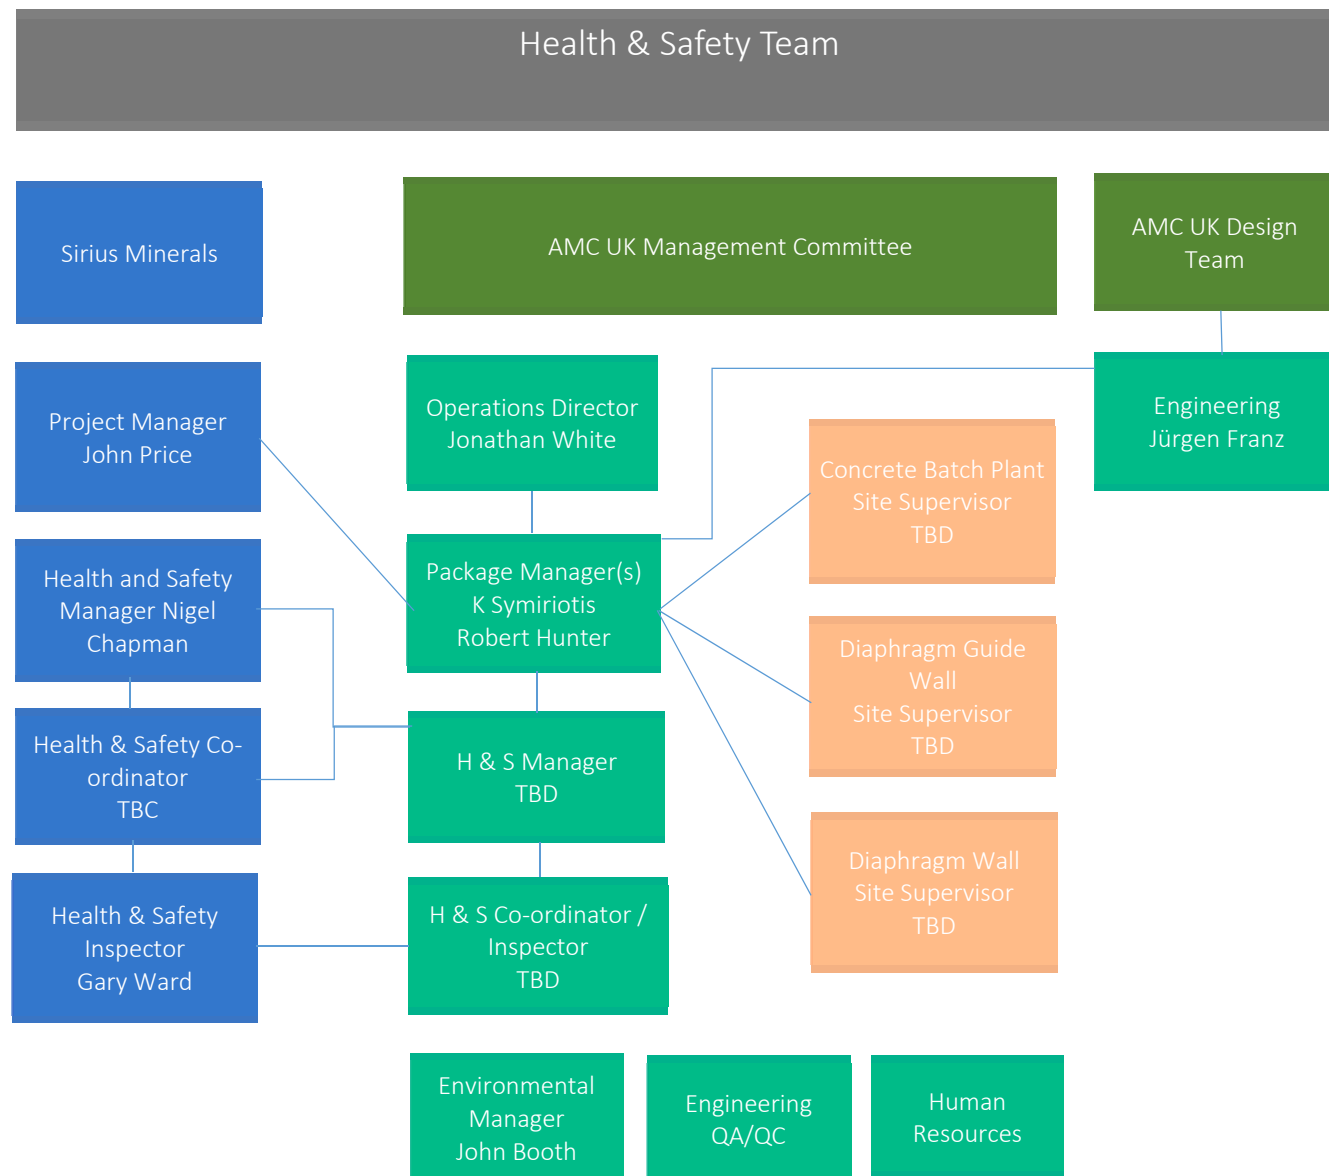 Health & Safety Team
Sirius Minerals
AMC UK Management Committee
AMC UK Design
Team
Project Manager
John Price
Operations Director
Jonathan White
Engineering
Jürgen Franz
Concrete Batch Plant
Site Supervisor
TBD
Health and Safety
Manager Nigel
Chapman
Package Manager(s)
K Symiriotis
Robert Hunter
Diaphragm Guide
Wall
Site Supervisor
TBD
Health & Safety Co-
ordinator
TBC
H & S Manager
TBD
Diaphragm Wall
Site Supervisor
TBD
Health & Safety
Inspector
Gary Ward
H & S Co-ordinator /
Inspector
TBD
Environmental
Manager
John Booth
Engineering
QA/QC
Human
Resources